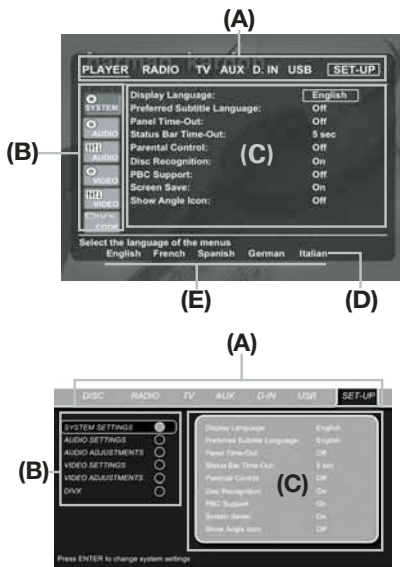 (A)
harman kardon
PLAYER RADIO TV AUX D. IN USB SET-UP
Display Language: English
Preferred Subtitle Language: Off
Panel Time-Out: Off
Status Bar Time-Out: 5 sec
Parental Control: Off
Disc Recognition: On
PBC Support: Off
Screen Save: On
Show Angle Icon: Off
SYSTEM
AUDIO
AUDIO
VIDEO
VIDEO
DivX
CODE
(B)
(C)
Select the language of the menus
English French Spanish German Italian
(E) (D)
(A)
DISC RADIO TV AUX D-IN USB SET-UP
SYSTEM SETTINGS
AUDIO SETTINGS
AUDIO ADJUSTMENTS
VIDEO SETTINGS
VIDEO ADJUSTMENTS
DIVX
(B)
Display Language: English
Preferred Subtitle Language: English
Panel Time-Out: Off
Status Bar Time-Out: 5 sec
Parental Control: Off
Disc Recognition: On
PBC Support: On
Screen Saver: On
Show Angle Icon: Off
(C)
Press ENTER to change system settings